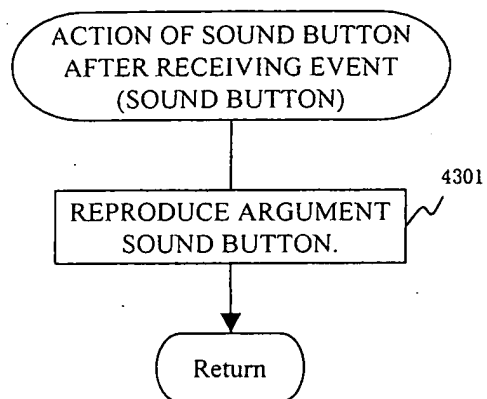 ACTION OF SOUND BUTTON
AFTER RECEIVING EVENT
(SOUND BUTTON)
4301
REPRODUCE ARGUMENT
SOUND BUTTON.
Return